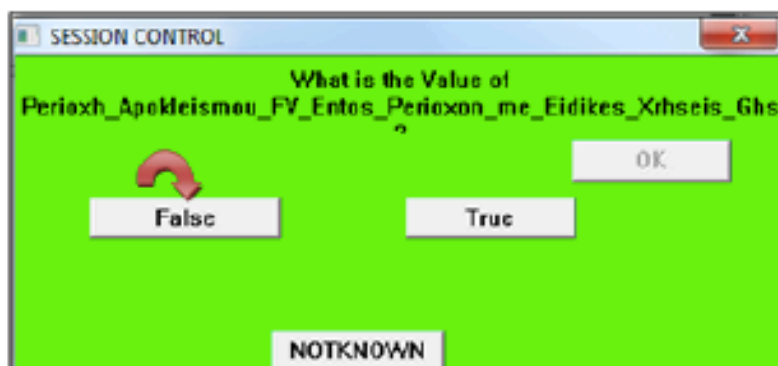 SESSION CONTROL
What is the Value of
Perioxh_Apokleismou_FV_Entos_Perioxon_me_Eidikes_Xrhseis_Ghs
?
OK
False
True
NOTKNOWN